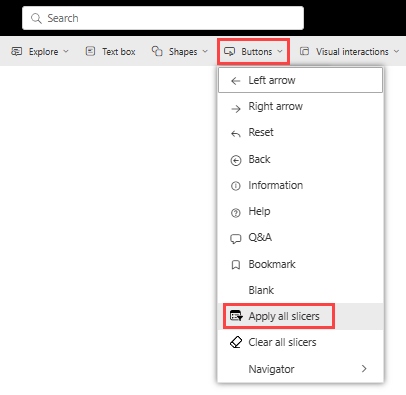 Search
Explore Text box Shapes Buttons Visual interactions
Left arrow
Right arrow
Reset
Back
Information
Help
Q&A
Bookmark
Blank
Apply all slicers
Clear all slicers
Navigator